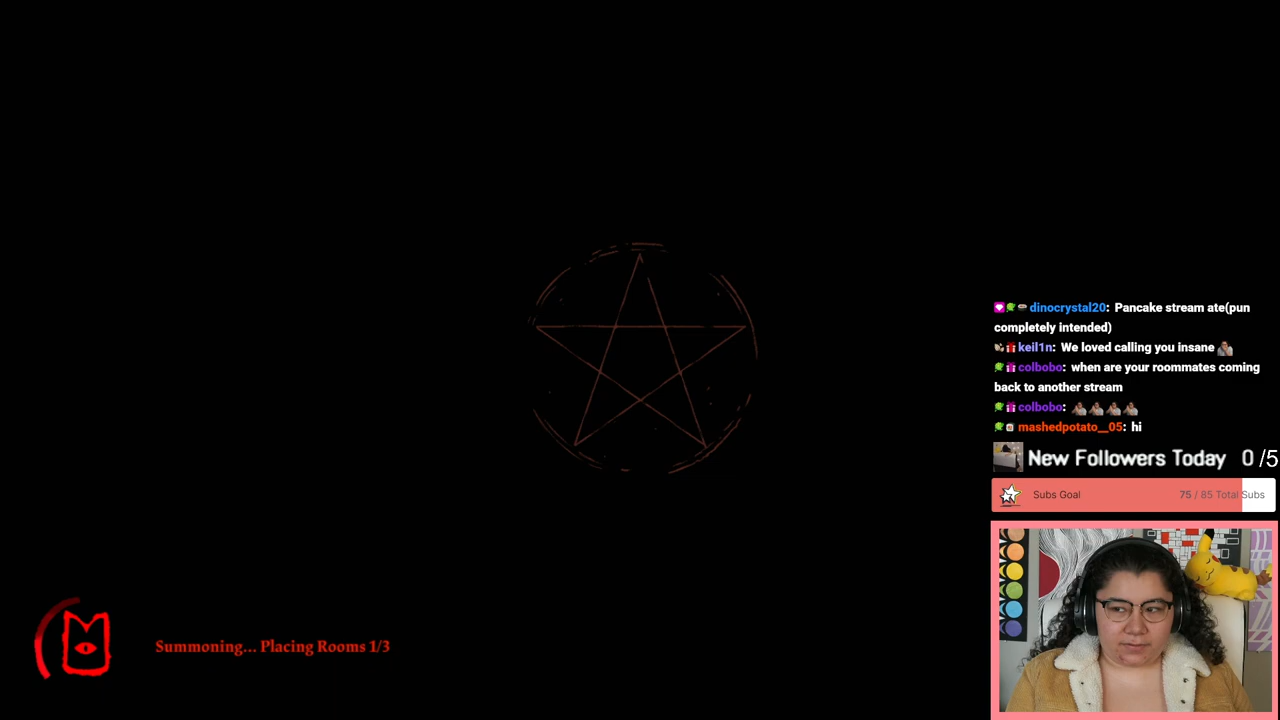 dinocrystal20: Pancake stream ate(pun
completely intended)
keil1n: We loved calling you insane
colbobo: when are your roommates coming
back to another stream
colbobo:
mashedpotato__05: hi
New Followers Today 0 /5
Subs Goal 75 / 85 Total Subs
Summoning... Placing Rooms 1/3